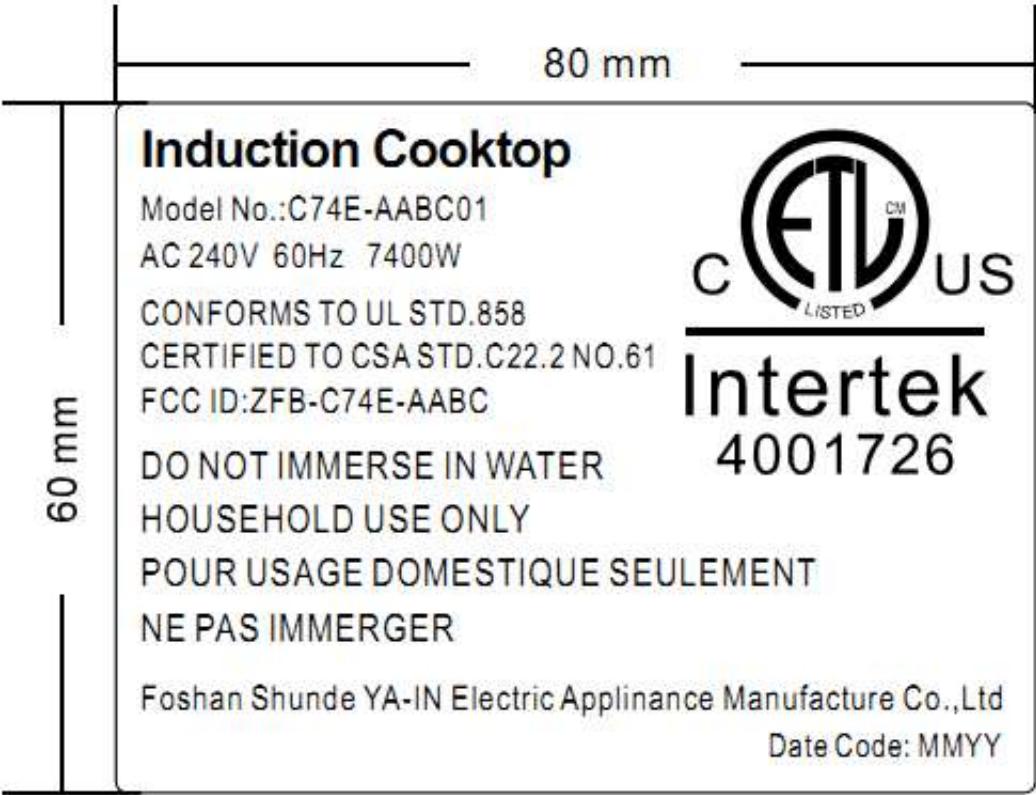 80 mm
60 mm
Induction Cooktop
Model No.:C74E-AABC01
AC 240V 60Hz 7400W
CONFORMS TO UL STD.858
CERTIFIED TO CSA STD.C22.2 NO.61
FCC ID:ZFB-C74E-AABC
ETL CM
C US
LISTED
Intertek
4001726
DO NOT IMMERSE IN WATER
HOUSEHOLD USE ONLY
POUR USAGE DOMESTIQUE SEULEMENT
NE PAS IMMERGER
Foshan Shunde YA-IN Electric Applinance Manufacture Co.,Ltd
Date Code: MMYY